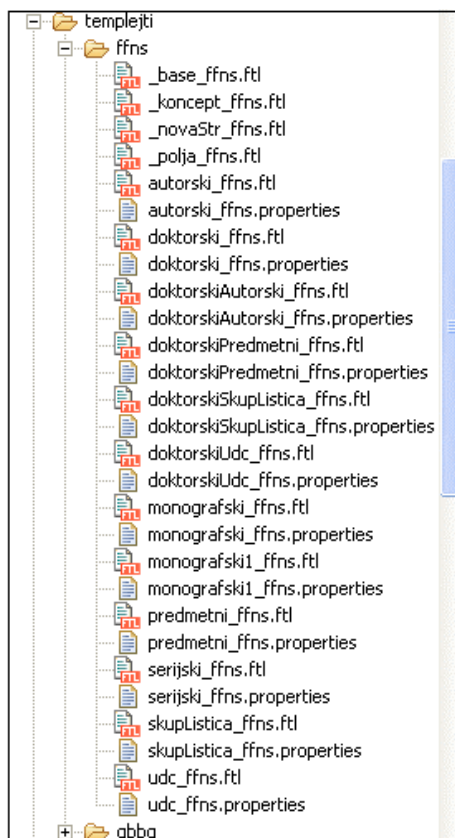 templejti
ffns
_base_ffns.ftl
_koncept_ffns.ftl
_novaStr_ffns.ftl
_polja_ffns.ftl
autorski_ffns.ftl
autorski_ffns.properties
doktorski_ffns.ftl
doktorski_ffns.properties
doktorskiAutorski_ffns.ftl
doktorskiAutorski_ffns.properties
doktorskiPredmetni_ffns.ftl
doktorskiPredmetni_ffns.properties
doktorskiSkupListica_ffns.ftl
doktorskiSkupListica_ffns.properties
doktorskiUdc_ffns.ftl
doktorskiUdc_ffns.properties
monografski_ffns.ftl
monografski_ffns.properties
monografski1_ffns.ftl
monografski1_ffns.properties
predmetni_ffns.ftl
predmetni_ffns.properties
serijski_ffns.ftl
serijski_ffns.properties
skupListica_ffns.ftl
skupListica_ffns.properties
udc_ffns.ftl
udc_ffns.properties